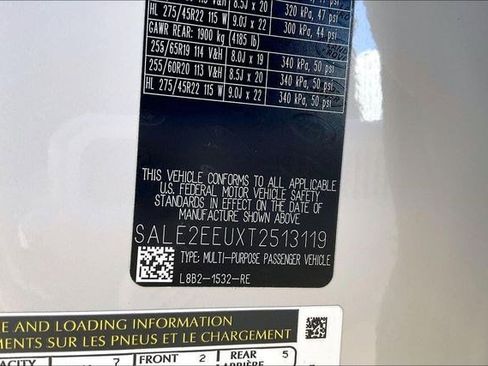 HL 275/45R22 115 W 9.0J x 22 300 kPa, 44 psi
GAWR REAR: 1900 kg (4185 lb)
255/65R19 114 V&H 8.0J x 19 340 kPa, 50 psi
255/60R20 113 V&H 8.5J x 20 340 kPa, 50 psi
HL 275/45R22 115 W 9.0J x 22 340 kPa, 50 psi
THIS VEHICLE CONFORMS TO ALL APPLICABLE
U.S. FEDERAL MOTOR VEHICLE SAFETY
STANDARDS IN EFFECT ON THE DATE OF
MANUFACTURE SHOWN ABOVE.
SALE2EEUXT2513119
TYPE: MULTI-PURPOSE PASSENGER VEHICLE
L8B2-1532-RE
E AND LOADING INFORMATION
EMENTS SUR LES PNEUS ET LE CHARGEMENT
7 FRONT 2 REAR 5